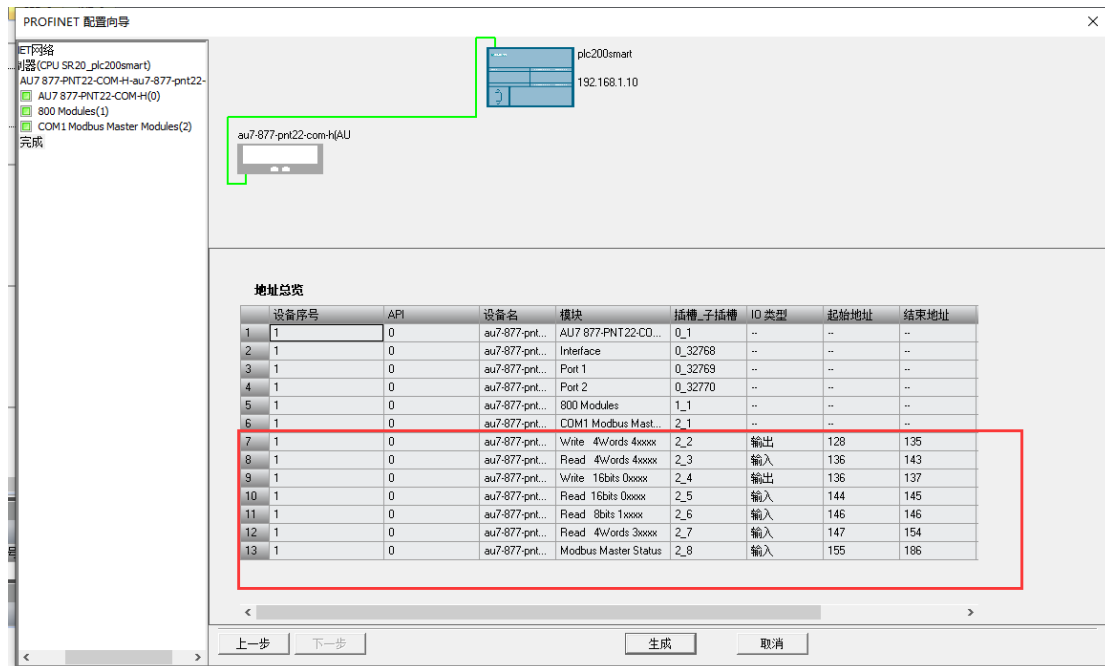 PROFINET 配置向导
ET网络
器(CPU SR20_plc200smart)
AU7 877-PNT22-COM-H-au7-877-pnt22-
AU7 877-PNT22-COM-H(0)
800 Modules(1)
COM1 Modbus Master Modules(2)
完成
plc200smart
192.168.1.10
au7-877-pnt22-com-h(AU
地址总览
设备序号 API 设备名 模块 插槽_子插槽 IO 类型 起始地址 结束地址
1 1 0 au7-877-pnt... AU7 877-PNT22-CO... 0_1 -- -- --
2 1 0 au7-877-pnt... Interface 0_32768 -- -- --
3 1 0 au7-877-pnt... Port 1 0_32769 -- -- --
4 1 0 au7-877-pnt... Port 2 0_32770 -- -- --
5 1 0 au7-877-pnt... 800 Modules 1_1 -- -- --
6 1 0 au7-877-pnt... COM1 Modbus Mast... 2_1 -- -- --
7 1 0 au7-877-pnt... Write 4Words 4xxxx 2_2 输出 128 135
8 1 0 au7-877-pnt... Read 4Words 4xxxx 2_3 输入 136 143
9 1 0 au7-877-pnt... Write 16bits 0xxxx 2_4 输出 136 137
10 1 0 au7-877-pnt... Read 16bits 0xxxx 2_5 输入 144 145
11 1 0 au7-877-pnt... Read 8bits 1xxxx 2_6 输入 146 146
12 1 0 au7-877-pnt... Read 4Words 3xxxx 2_7 输入 147 154
13 1 0 au7-877-pnt... Modbus Master Status 2_8 输入 155 186
上一步 下一步 生成 取消